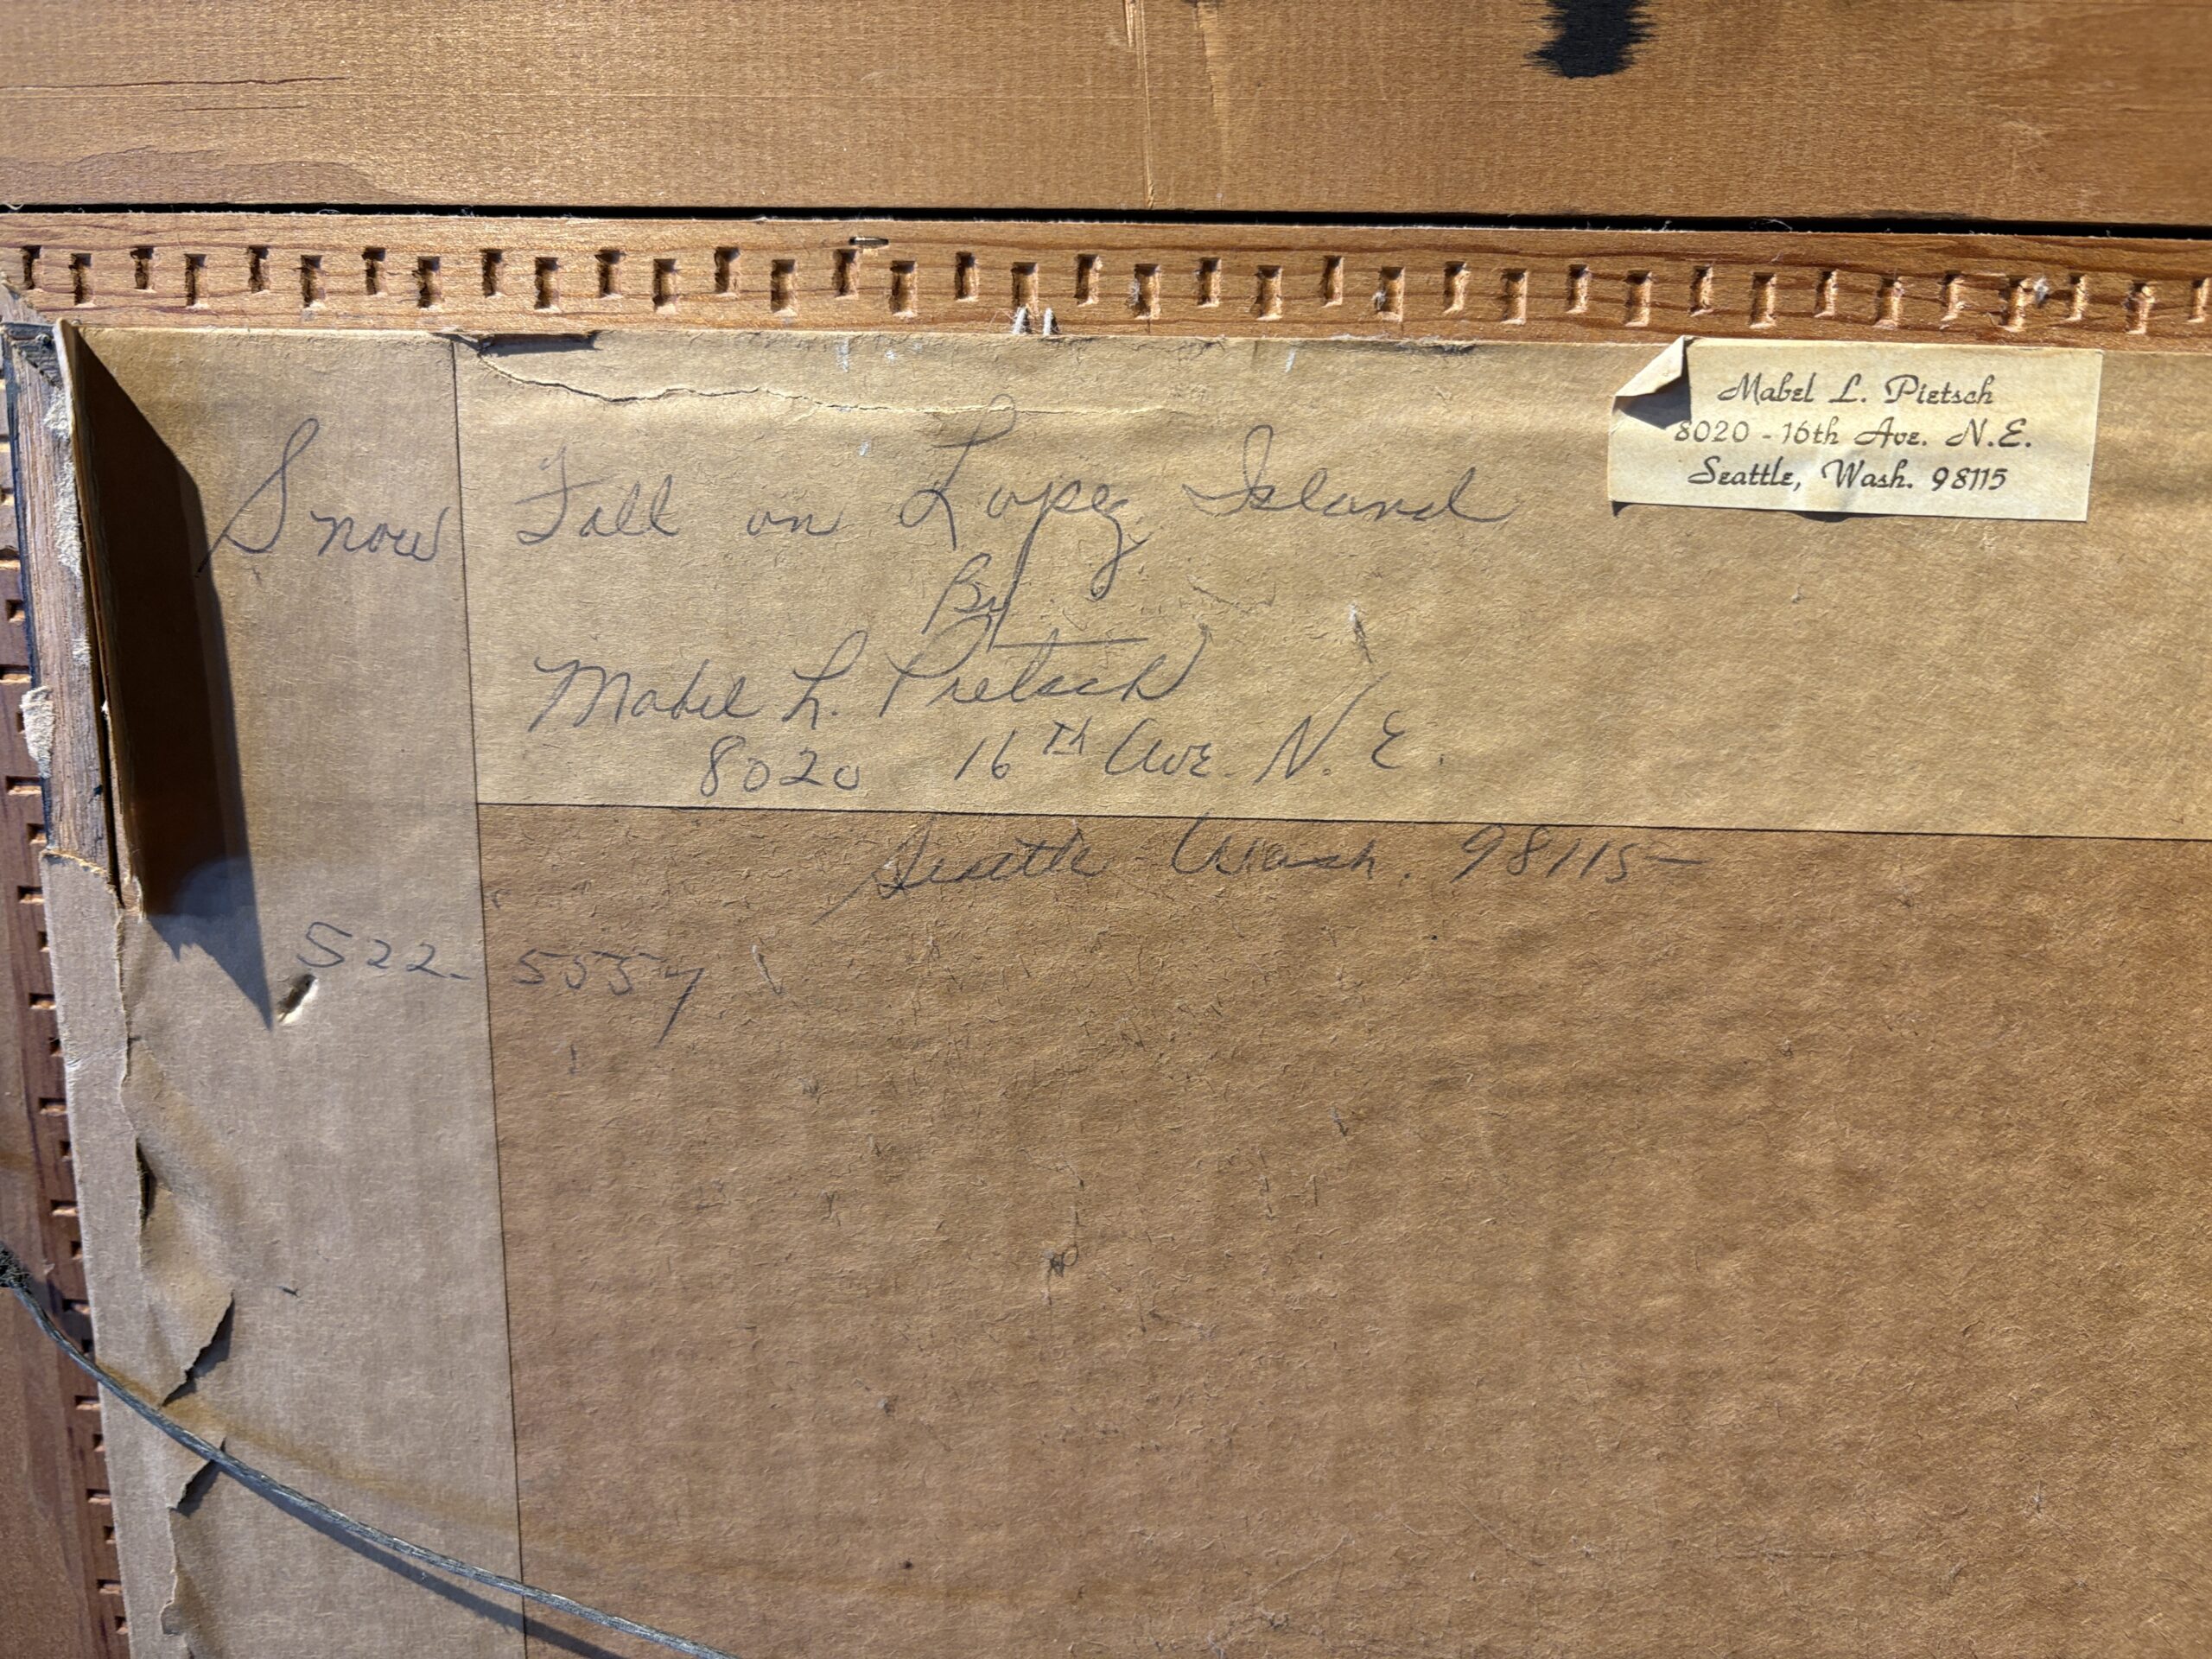 Snow Fall on Lopez Island
By
Mabel L. Pietsch
8020 16th Ave. N.E.
Seattle Wash. 98115
522-5557
Mabel L. Pietsch
8020 - 16th Ave. N.E.
Seattle, Wash. 98115